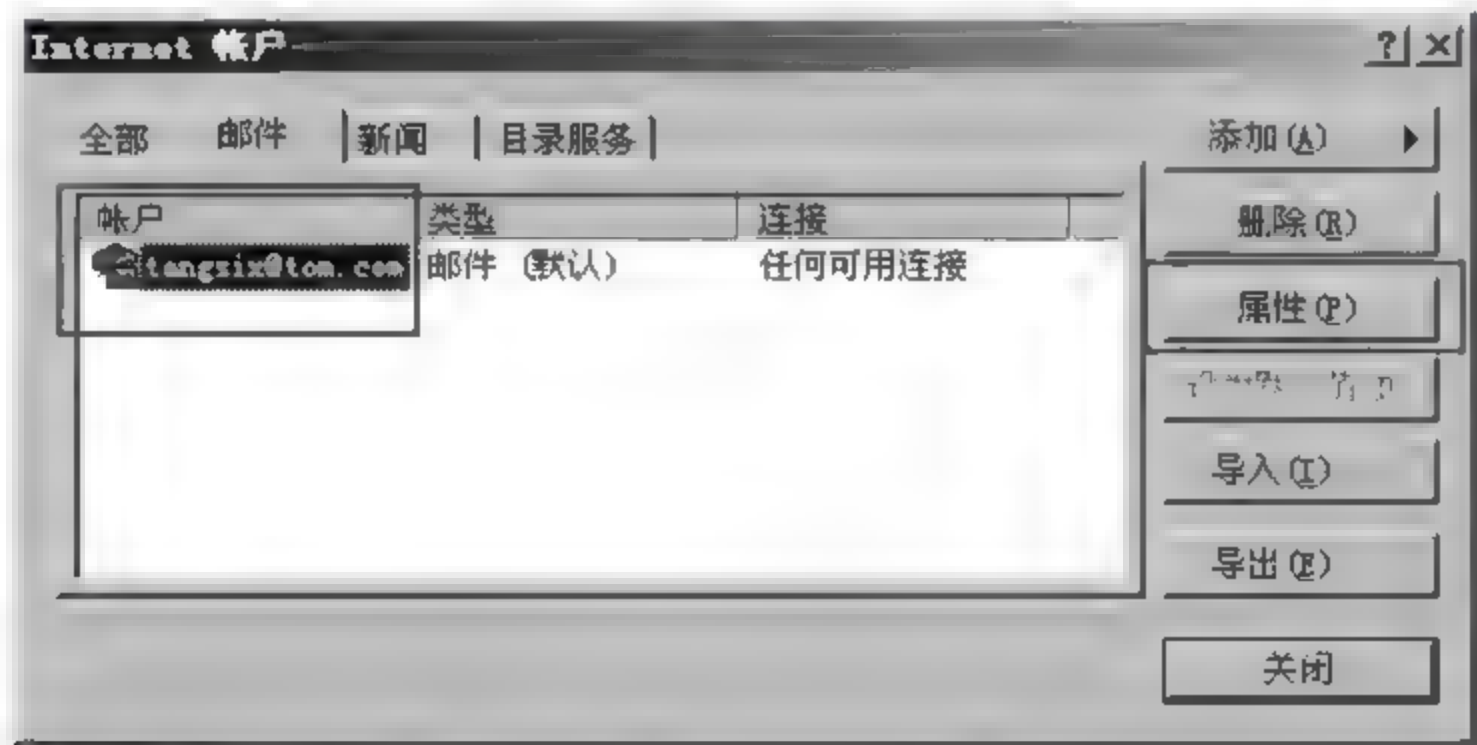 Internet 帐户
全部 邮件 新闻 目录服务
添加(A)
帐户 类型 连接
删除(R)
tangsix@tom.com 邮件 (默认) 任何可用连接
属性(P)
导入(I)
导出(E)
关闭